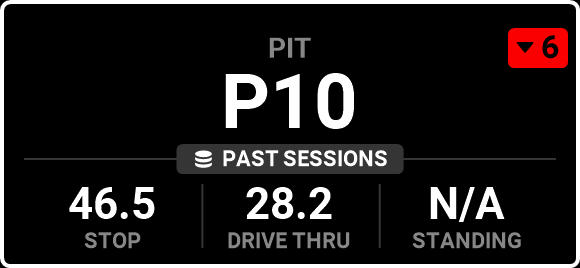 PIT
6
P10
PAST SESSIONS
46.5 28.2 N/A
STOP DRIVE THRU STANDING